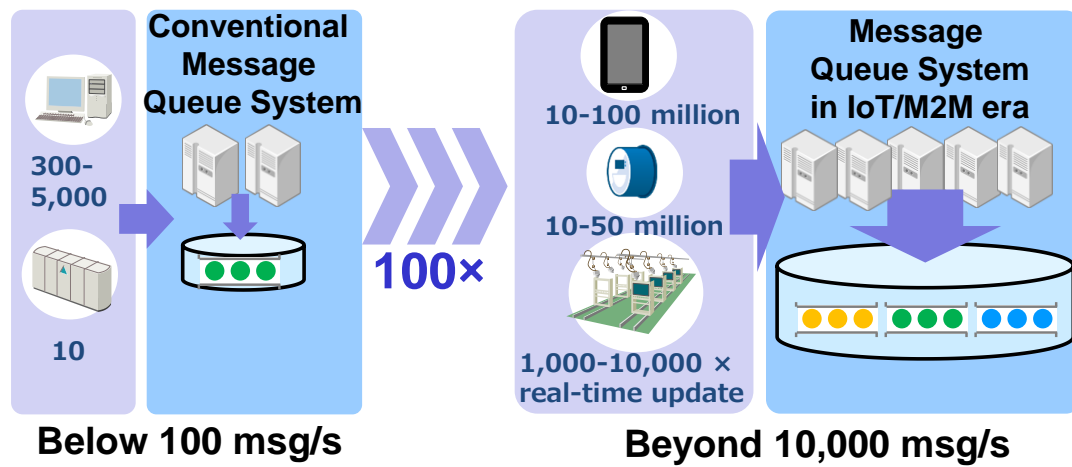 Conventional
Message
Queue System
300-
5,000
10
100×
10-100 million
10-50 million
1,000-10,000 ×
real-time update
Message
Queue System
in IoT/M2M era
Below 100 msg/s
Beyond 10,000 msg/s